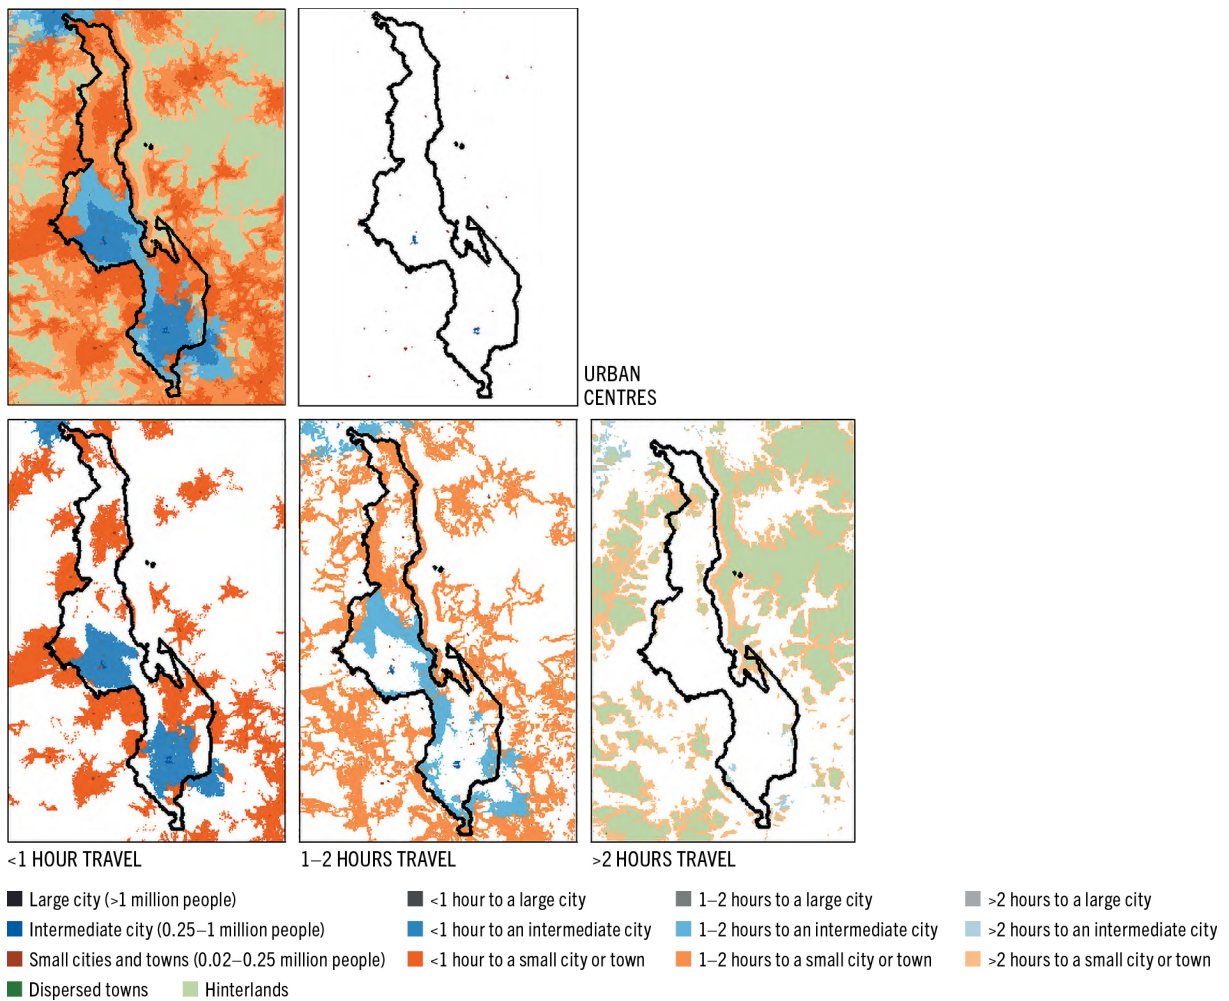 URBAN
CENTRES
<1 HOUR TRAVEL
1–2 HOURS TRAVEL
>2 HOURS TRAVEL
Large city (>1 million people)
<1 hour to a large city
1–2 hours to a large city
>2 hours to a large city
Intermediate city (0.25–1 million people)
<1 hour to an intermediate city
1–2 hours to an intermediate city
>2 hours to an intermediate city
Small cities and towns (0.02–0.25 million people)
<1 hour to a small city or town
1–2 hours to a small city or town
>2 hours to a small city or town
Dispersed towns
Hinterlands